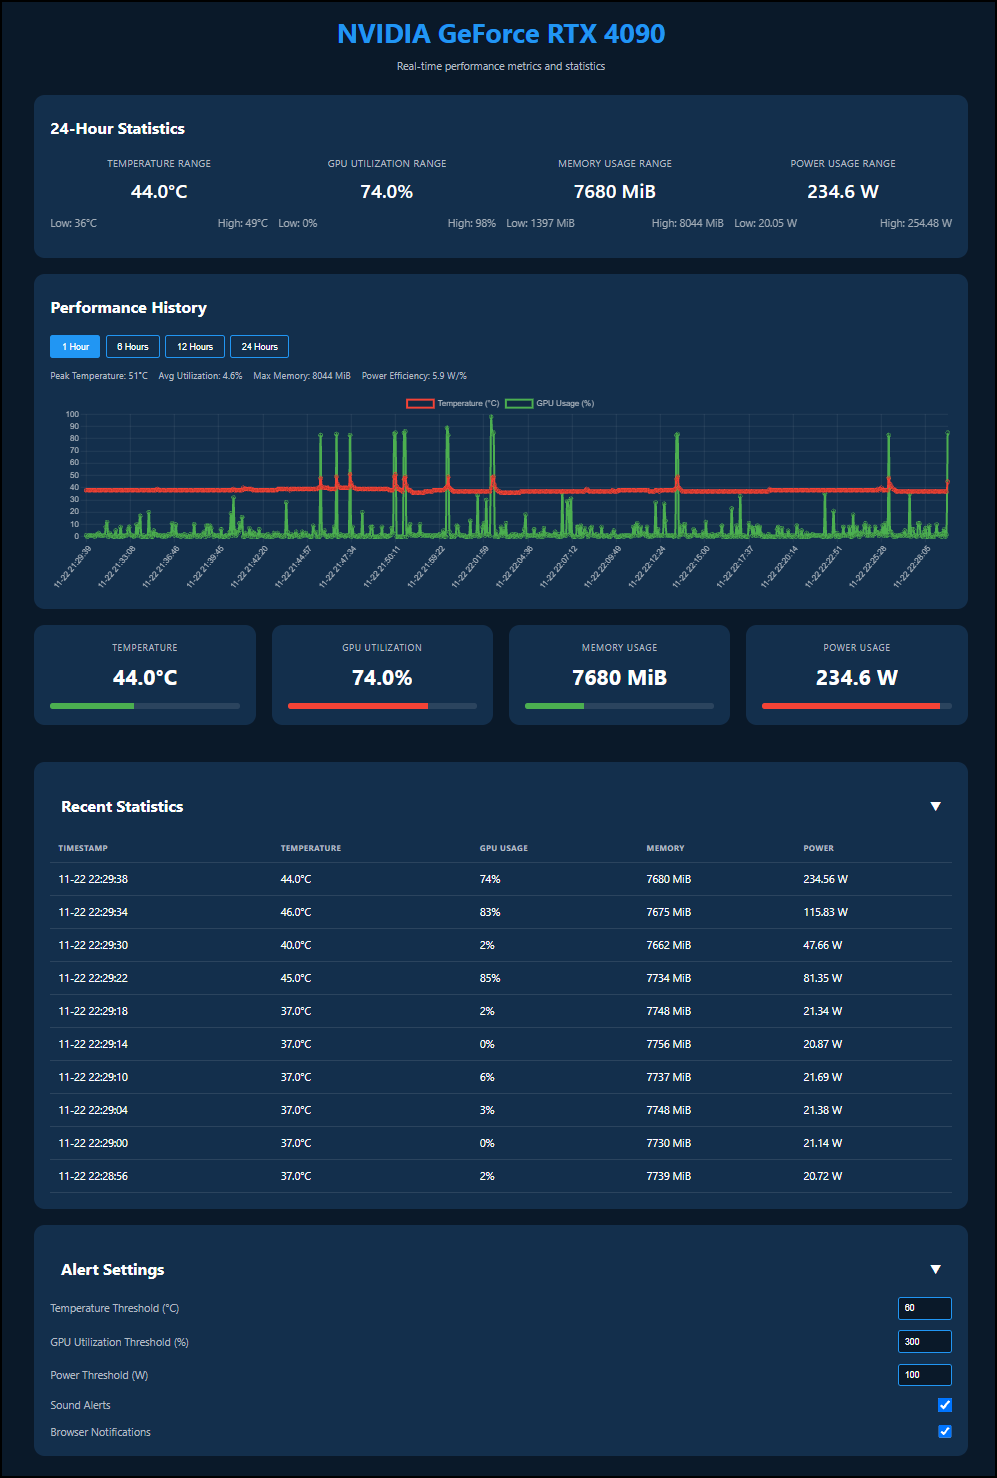 NVIDIA GeForce RTX 4090
Real-time performance metrics and statistics
24-Hour Statistics
TEMPERATURE RANGE GPU UTILIZATION RANGE MEMORY USAGE RANGE POWER USAGE RANGE
44.0°C 74.0% 7680 MiB 234.6 W
Low: 36°C High: 49°C Low: 0% High: 98% Low: 1397 MiB High: 8044 MiB Low: 20.05 W High: 254.48 W
Performance History
1 Hour 6 Hours 12 Hours 24 Hours
Peak Temperature: 51°C Avg Utilization: 4.6% Max Memory: 8044 MiB Power Efficiency: 5.9 W/%
Temperature (°C) GPU Usage (%)
100
90
80
70
60
50
40
30
20
10
0
11-22 21:29:39 11-22 21:33:08 11-22 21:36:46 11-22 21:39:45 11-22 21:42:20 11-22 21:44:57 11-22 21:47:34 11-22 21:50:11 11-22 21:59:22 11-22 22:01:59 11-22 22:04:36 11-22 22:07:12 11-22 22:09:49 11-22 22:12:24 11-22 22:15:00 11-22 22:17:37 11-22 22:20:14 11-22 22:22:51 11-22 22:25:28 11-22 22:28:05
TEMPERATURE GPU UTILIZATION MEMORY USAGE POWER USAGE
44.0°C 74.0% 7680 MiB 234.6 W
Recent Statistics ▼
TIMESTAMP TEMPERATURE GPU USAGE MEMORY POWER
11-22 22:29:38 44.0°C 74% 7680 MiB 234.56 W
11-22 22:29:34 46.0°C 83% 7675 MiB 115.83 W
11-22 22:29:30 40.0°C 2% 7662 MiB 47.66 W
11-22 22:29:22 45.0°C 85% 7734 MiB 81.35 W
11-22 22:29:18 37.0°C 2% 7748 MiB 21.34 W
11-22 22:29:14 37.0°C 0% 7756 MiB 20.87 W
11-22 22:29:10 37.0°C 6% 7737 MiB 21.69 W
11-22 22:29:04 37.0°C 3% 7748 MiB 21.38 W
11-22 22:29:00 37.0°C 0% 7730 MiB 21.14 W
11-22 22:28:56 37.0°C 2% 7739 MiB 20.72 W
Alert Settings ▼
Temperature Threshold (°C) 60
GPU Utilization Threshold (%) 300
Power Threshold (W) 100
Sound Alerts
Browser Notifications